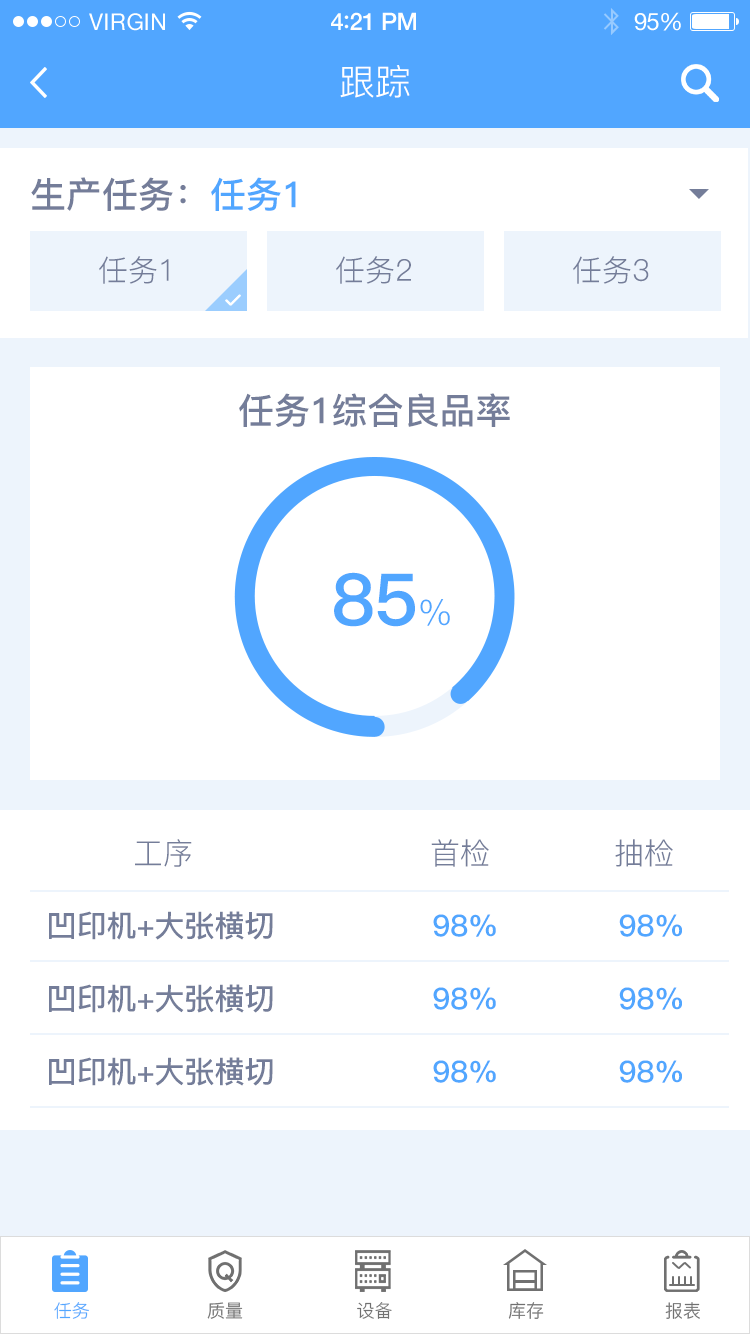 VIRGIN 4:21 PM 95%
跟踪
生产任务：任务1
任务1 任务2 任务3
任务1综合良品率
85%
工序 首检 抽检
凹印机+大张横切 98% 98%
凹印机+大张横切 98% 98%
凹印机+大张横切 98% 98%
Q
任务 质量 设备 库存 报表